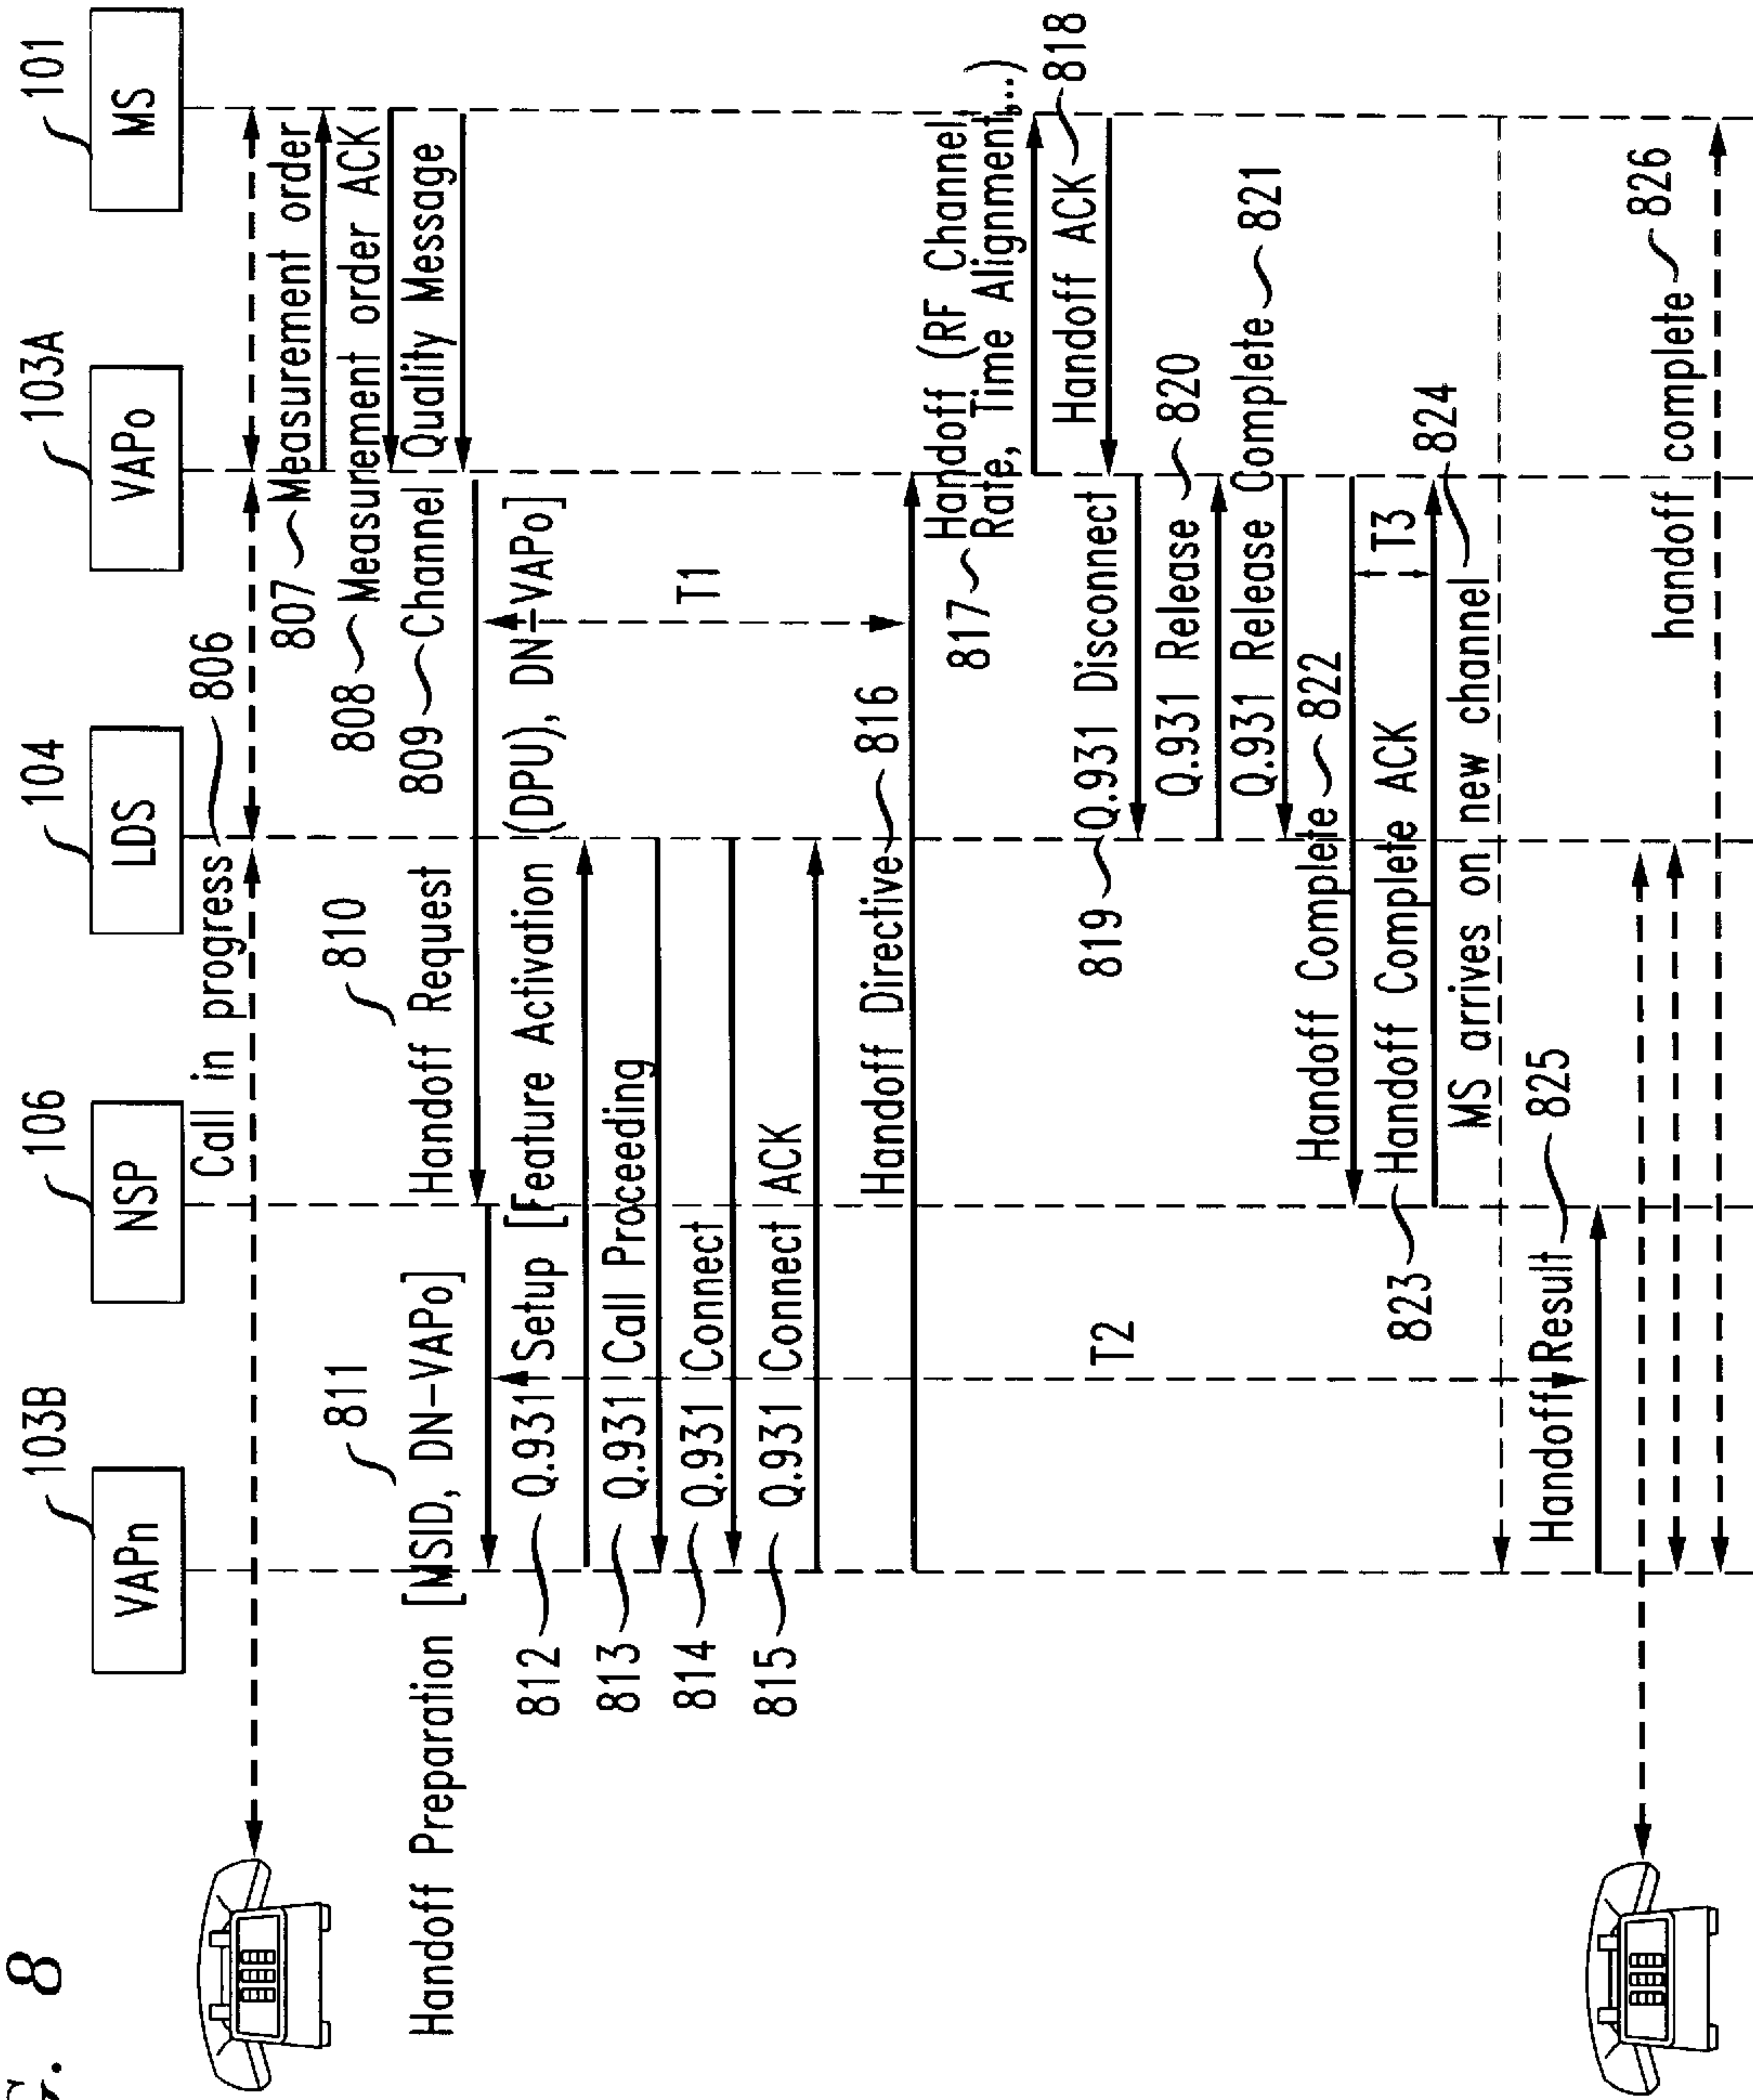 G. 8
103B
106
104
103A
101
VAPn
NSP
LDS
VAPo
MS
Call in progress 806
807 Measurement order
808 Measurement order ACK
809 Channel Quality Message
810
Handoff Request
811
Handoff Preparation [MSID, DN-VAPo]
812 Q.931 Setup [Feature Activation (DPU), DN-VAPo]
813 Q.931 Call Proceeding
T1
814 Q.931 Connect
815 Q.931 Connect ACK
Handoff Directive 816
817 Handoff (RF Channel,
Rate, Time Alignment,..)
Handoff ACK 818
819 Q.931 Disconnect
Q.931 Release 820
Q.931 Release Complete 821
Handoff Complete 822
T3
823 Handoff Complete ACK
MS arrives on new channel 824
T2
Handoff Result 825
handoff complete 826